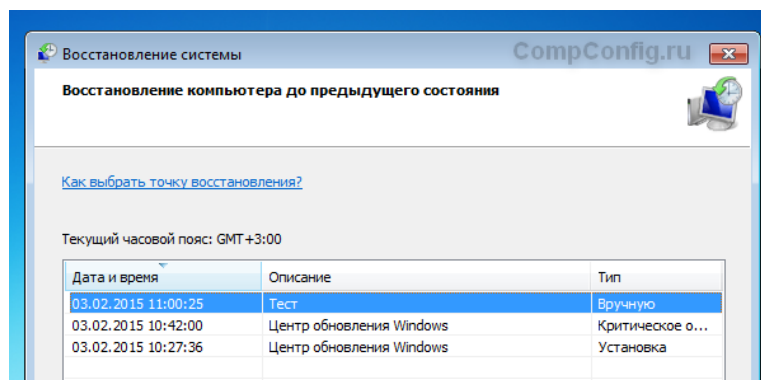 Восстановление системы
CompConfig.ru
Восстановление компьютера до предыдущего состояния
Как выбрать точку восстановления?
Текущий часовой пояс: GMT+3:00
Дата и время Описание Тип
03.02.2015 11:00:25 Тест Вручную
03.02.2015 10:42:00 Центр обновления Windows Критическое о...
03.02.2015 10:27:36 Центр обновления Windows Установка